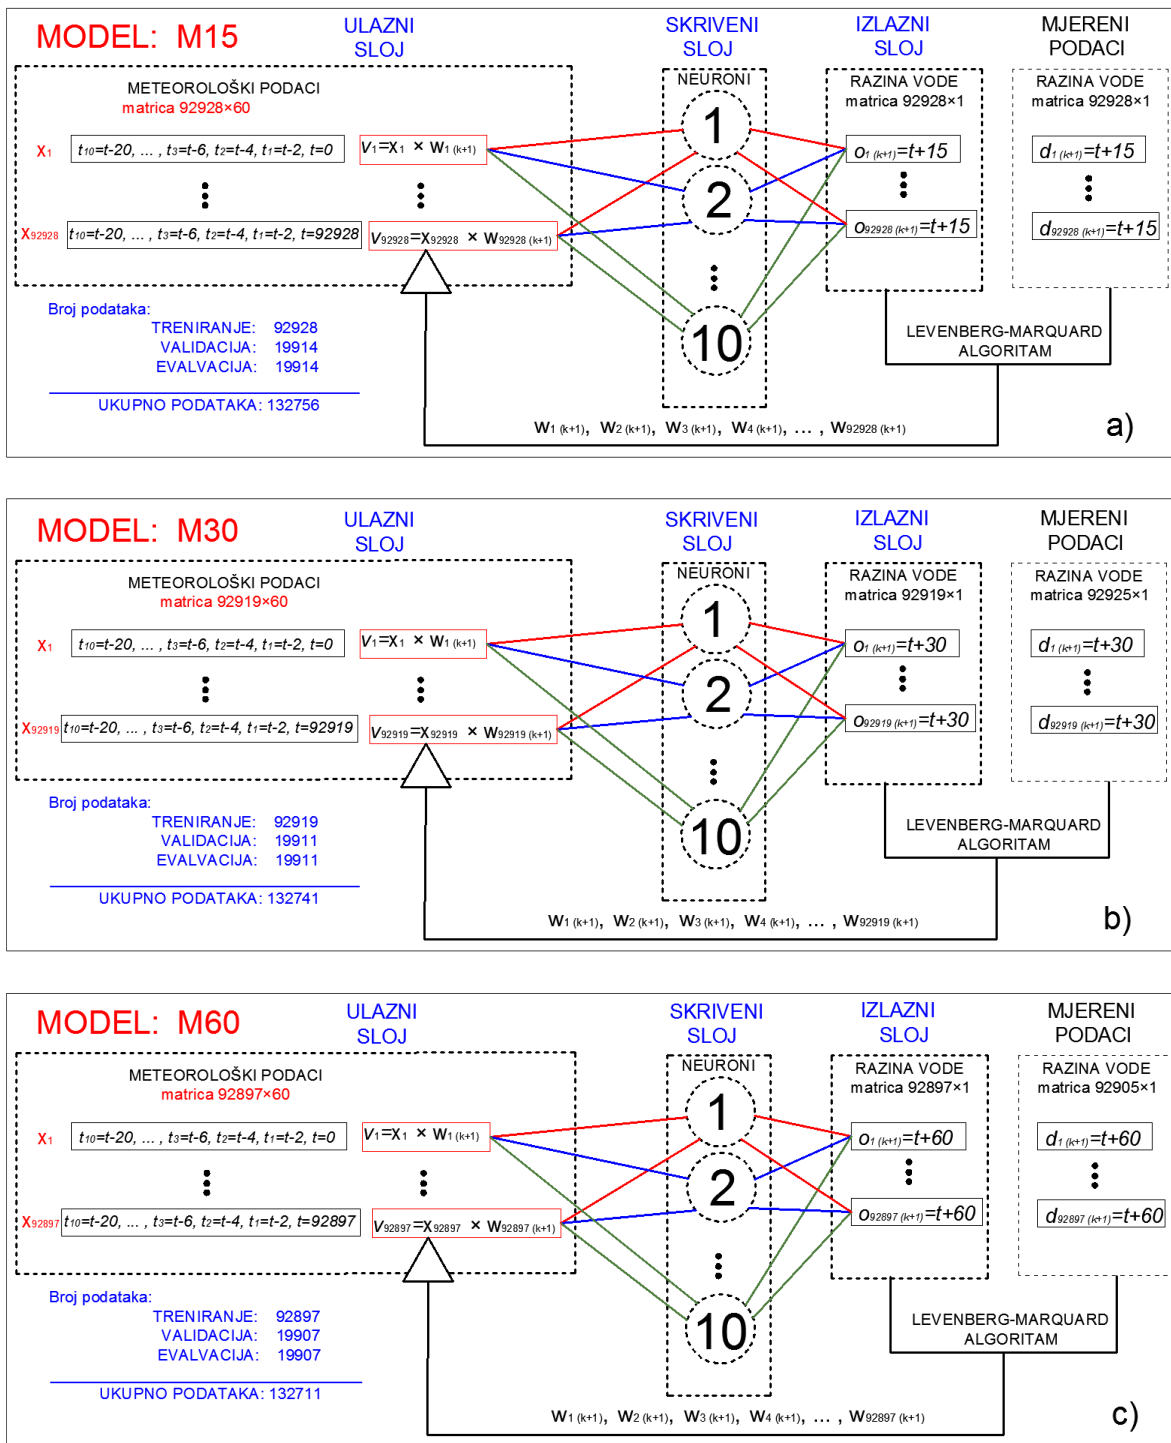 MODEL: M15
ULAZNI
SLOJ
SKRIVENI
SLOJ
IZLAZNI
SLOJ
MJERENI
PODACI
METEOROLOŠKI PODACI
matrica 92928×60
NEURONI
RAZINA VODE
matrica 92928×1
RAZINA VODE
matrica 92928×1
X1 t10=t-20, ... , t3=t-6, t2=t-4, t1=t-2, t=0 V1=X1 × W1 (k+1) 1 o1 (k+1)=t+15 d1 (k+1)=t+15
2
X92928 t10=t-20, ... , t3=t-6, t2=t-4, t1=t-2, t=92928 V92928=X92928 × W92928 (k+1) o92928 (k+1)=t+15 d92928 (k+1)=t+15
10
Broj podataka:
TRENIRANJE: 92928
VALIDACIJA: 19914
EVALVACIJA: 19914
UKUPNO PODATAKA: 132756
LEVENBERG-MARQUARD
ALGORITAM
W1 (k+1), W2 (k+1), W3 (k+1), W4 (k+1), ... , W92928 (k+1)
a)
MODEL: M30
ULAZNI
SLOJ
SKRIVENI
SLOJ
IZLAZNI
SLOJ
MJERENI
PODACI
METEOROLOŠKI PODACI
matrica 92919×60
NEURONI
RAZINA VODE
matrica 92919×1
RAZINA VODE
matrica 92925×1
X1 t10=t-20, ... , t3=t-6, t2=t-4, t1=t-2, t=0 V1=X1 × W1 (k+1) 1 o1 (k+1)=t+30 d1 (k+1)=t+30
2
X92919 t10=t-20, ... , t3=t-6, t2=t-4, t1=t-2, t=92919 V92919=X92919 × W92919 (k+1) o92919 (k+1)=t+30 d92919 (k+1)=t+30
10
Broj podataka:
TRENIRANJE: 92919
VALIDACIJA: 19911
EVALVACIJA: 19911
UKUPNO PODATAKA: 132741
LEVENBERG-MARQUARD
ALGORITAM
W1 (k+1), W2 (k+1), W3 (k+1), W4 (k+1), ... , W92919 (k+1)
b)
MODEL: M60
ULAZNI
SLOJ
SKRIVENI
SLOJ
IZLAZNI
SLOJ
MJERENI
PODACI
METEOROLOŠKI PODACI
matrica 92897×60
NEURONI
RAZINA VODE
matrica 92897×1
RAZINA VODE
matrica 92905×1
X1 t10=t-20, ... , t3=t-6, t2=t-4, t1=t-2, t=0 V1=X1 × W1 (k+1) 1 o1 (k+1)=t+60 d1 (k+1)=t+60
2
X92897 t10=t-20, ... , t3=t-6, t2=t-4, t1=t-2, t=92897 V92897=X92897 × W92897 (k+1) o92897 (k+1)=t+60 d92897 (k+1)=t+60
10
Broj podataka:
TRENIRANJE: 92897
VALIDACIJA: 19907
EVALVACIJA: 19907
UKUPNO PODATAKA: 132711
LEVENBERG-MARQUARD
ALGORITAM
W1 (k+1), W2 (k+1), W3 (k+1), W4 (k+1), ... , W92897 (k+1)
c)